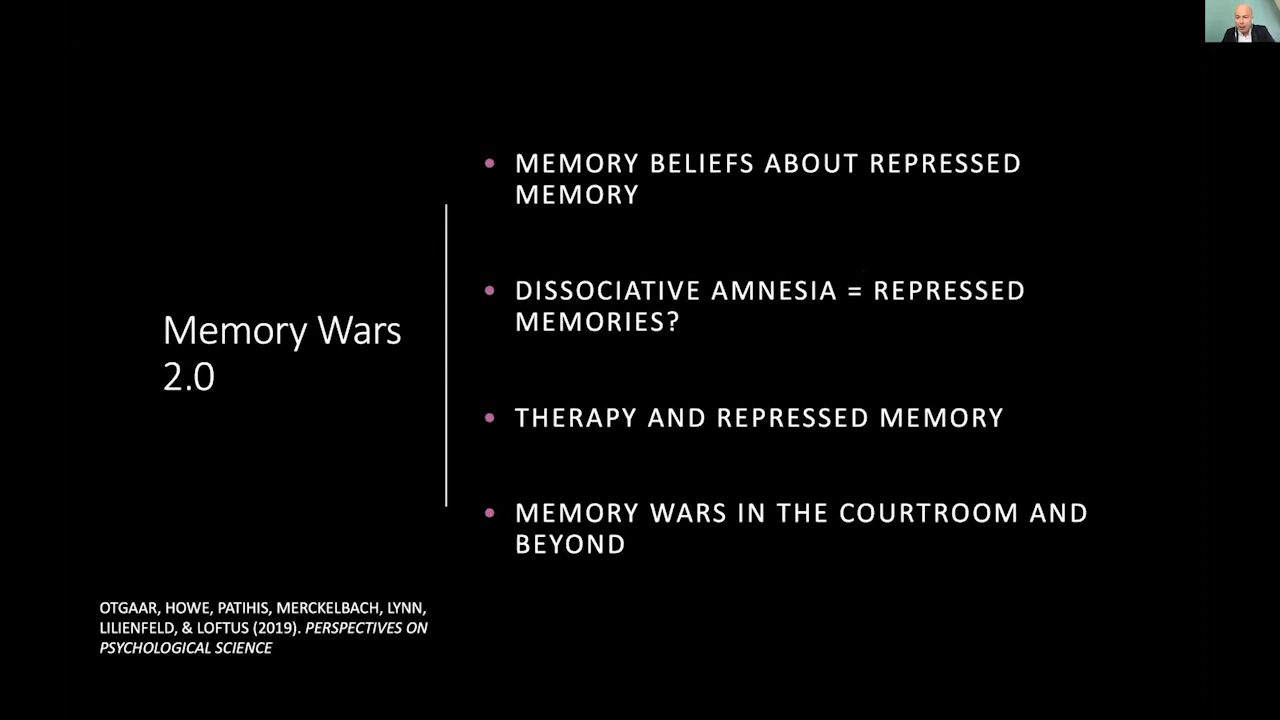 Memory Wars
2.0
• MEMORY BELIEFS ABOUT REPRESSED
MEMORY
• DISSOCIATIVE AMNESIA = REPRESSED
MEMORIES?
• THERAPY AND REPRESSED MEMORY
• MEMORY WARS IN THE COURTROOM AND
BEYOND
OTGAAR, HOWE, PATIHIS, MERCKELBACH, LYNN,
LILIENFELD, & LOFTUS (2019). PERSPECTIVES ON
PSYCHOLOGICAL SCIENCE